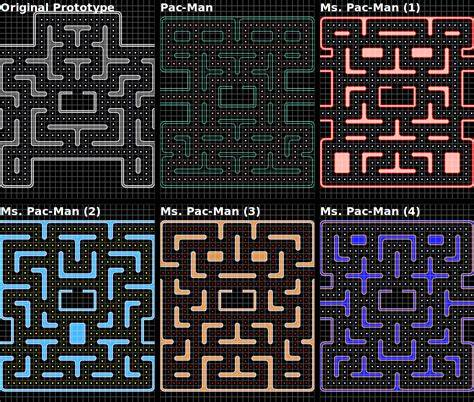 Original Prototype
Pac-Man
Ms. Pac-Man (1)
Ms. Pac-Man (2)
Ms. Pac-Man (3)
Ms. Pac-Man (4)